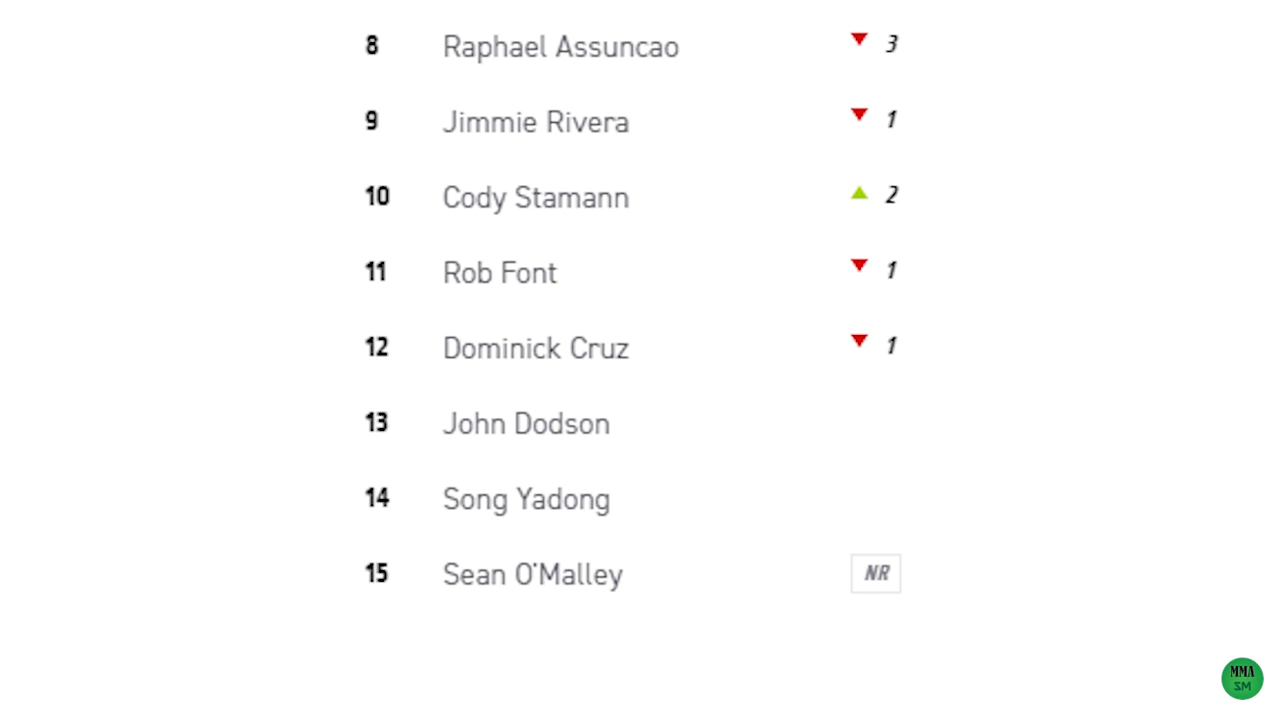 8 Raphael Assuncao ▼ 3
9 Jimmie Rivera ▼ 1
10 Cody Stamann ▲ 2
11 Rob Font ▼ 1
12 Dominick Cruz ▼ 1
13 John Dodson
14 Song Yadong
15 Sean O'Malley NR
MMA
SM